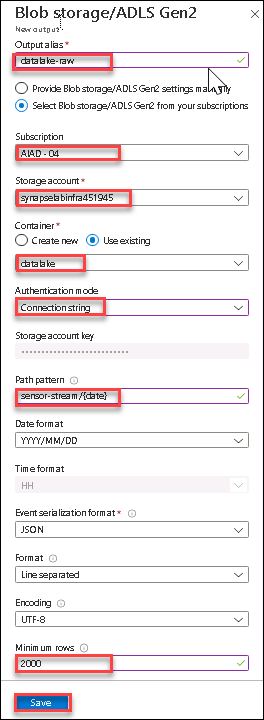 Blob storage/ADLS Gen2
New output
Output alias *
datalake-raw
Provide Blob storage/ADLS Gen2 settings manually
Select Blob storage/ADLS Gen2 from your subscriptions
Subscription
AIAD - 04
Storage account *
synapselabinfra451945
Container *
Create new Use existing
datalake
Authentication mode
Connection string
Storage account key
••••••••••••••••••••••••••
Path pattern
sensor-stream/{date}
Date format
YYYY/MM/DD
Time format
HH
Event serialization format *
JSON
Format
Line separated
Encoding
UTF-8
Minimum rows
2000
Save